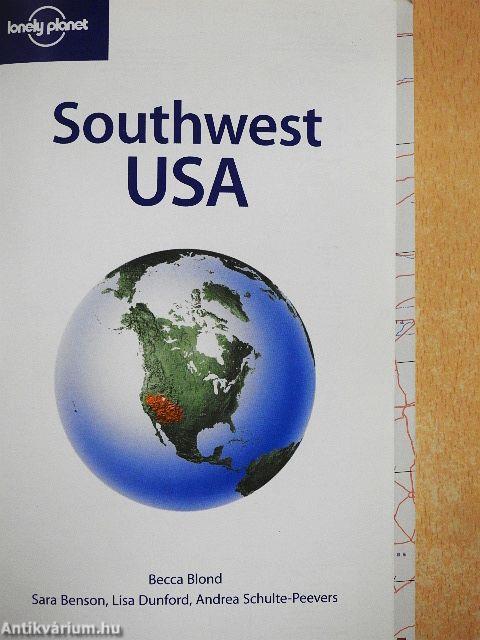 lonely planet
Southwest
USA
Becca Blond
Sara Benson, Lisa Dunford, Andrea Schulte-Peevers
Antikvárium.hu